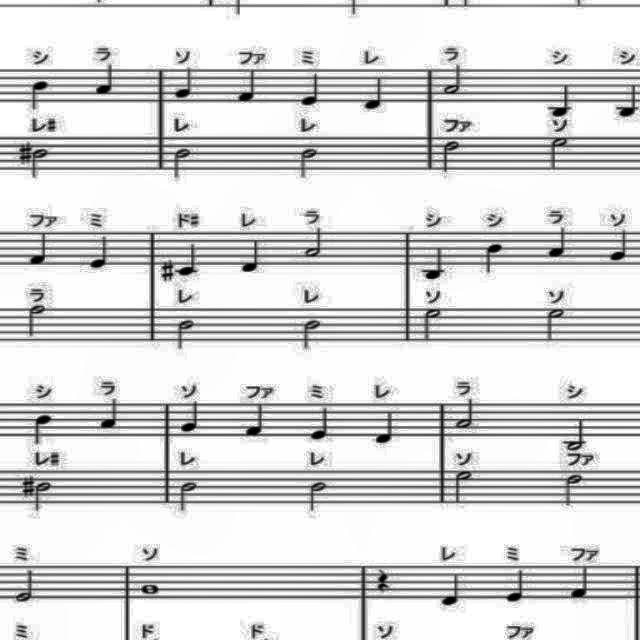 シ ラ ソ ファ ミ レ ラ シ シ
レ# レ レ ファ ソ
ファ ミ ド# レ ラ シ シ ラ ソ
ラ レ レ ソ ソ
シ ラ ソ ファ ミ レ ラ シ
レ# レ レ ソ ファ
ミ ソ レ ミ ファ
ミ ド ド ソ ファ